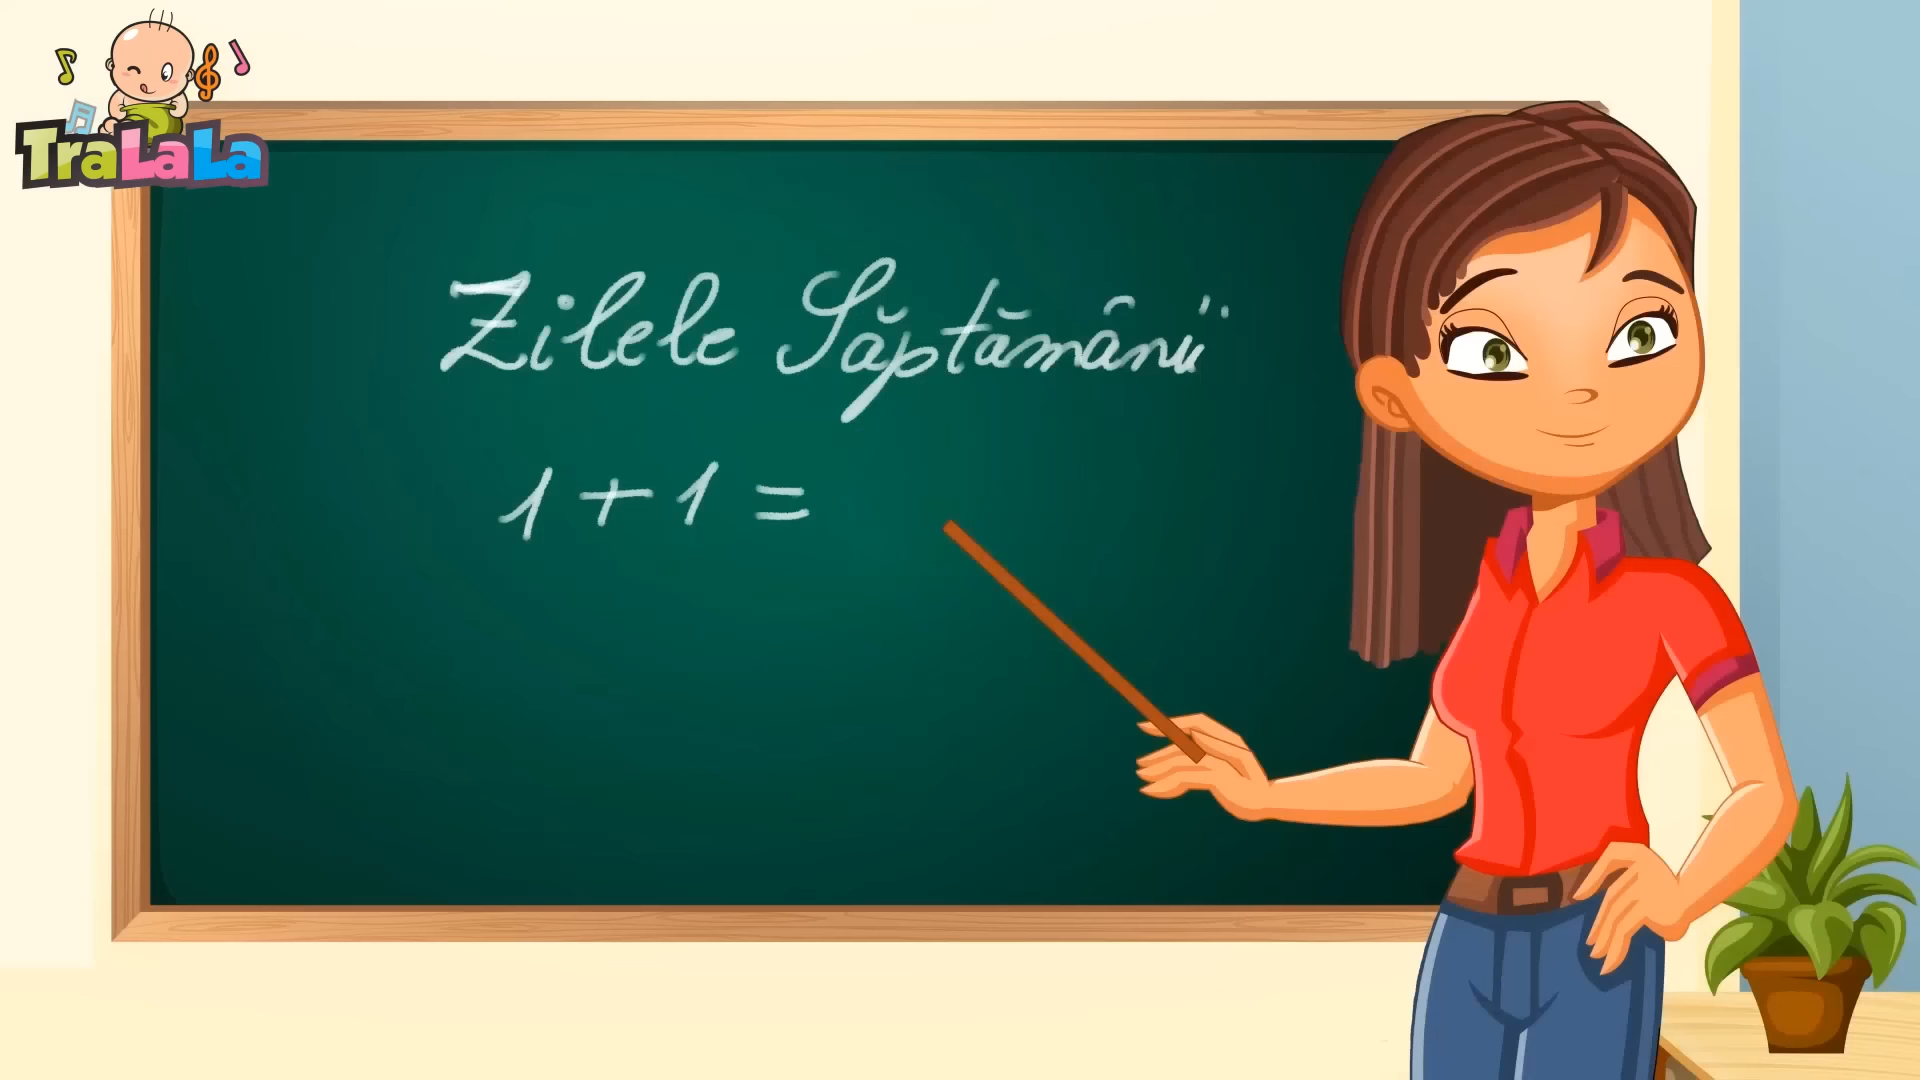 TraLaLa
Zilele Săptămânii
1 + 1 =